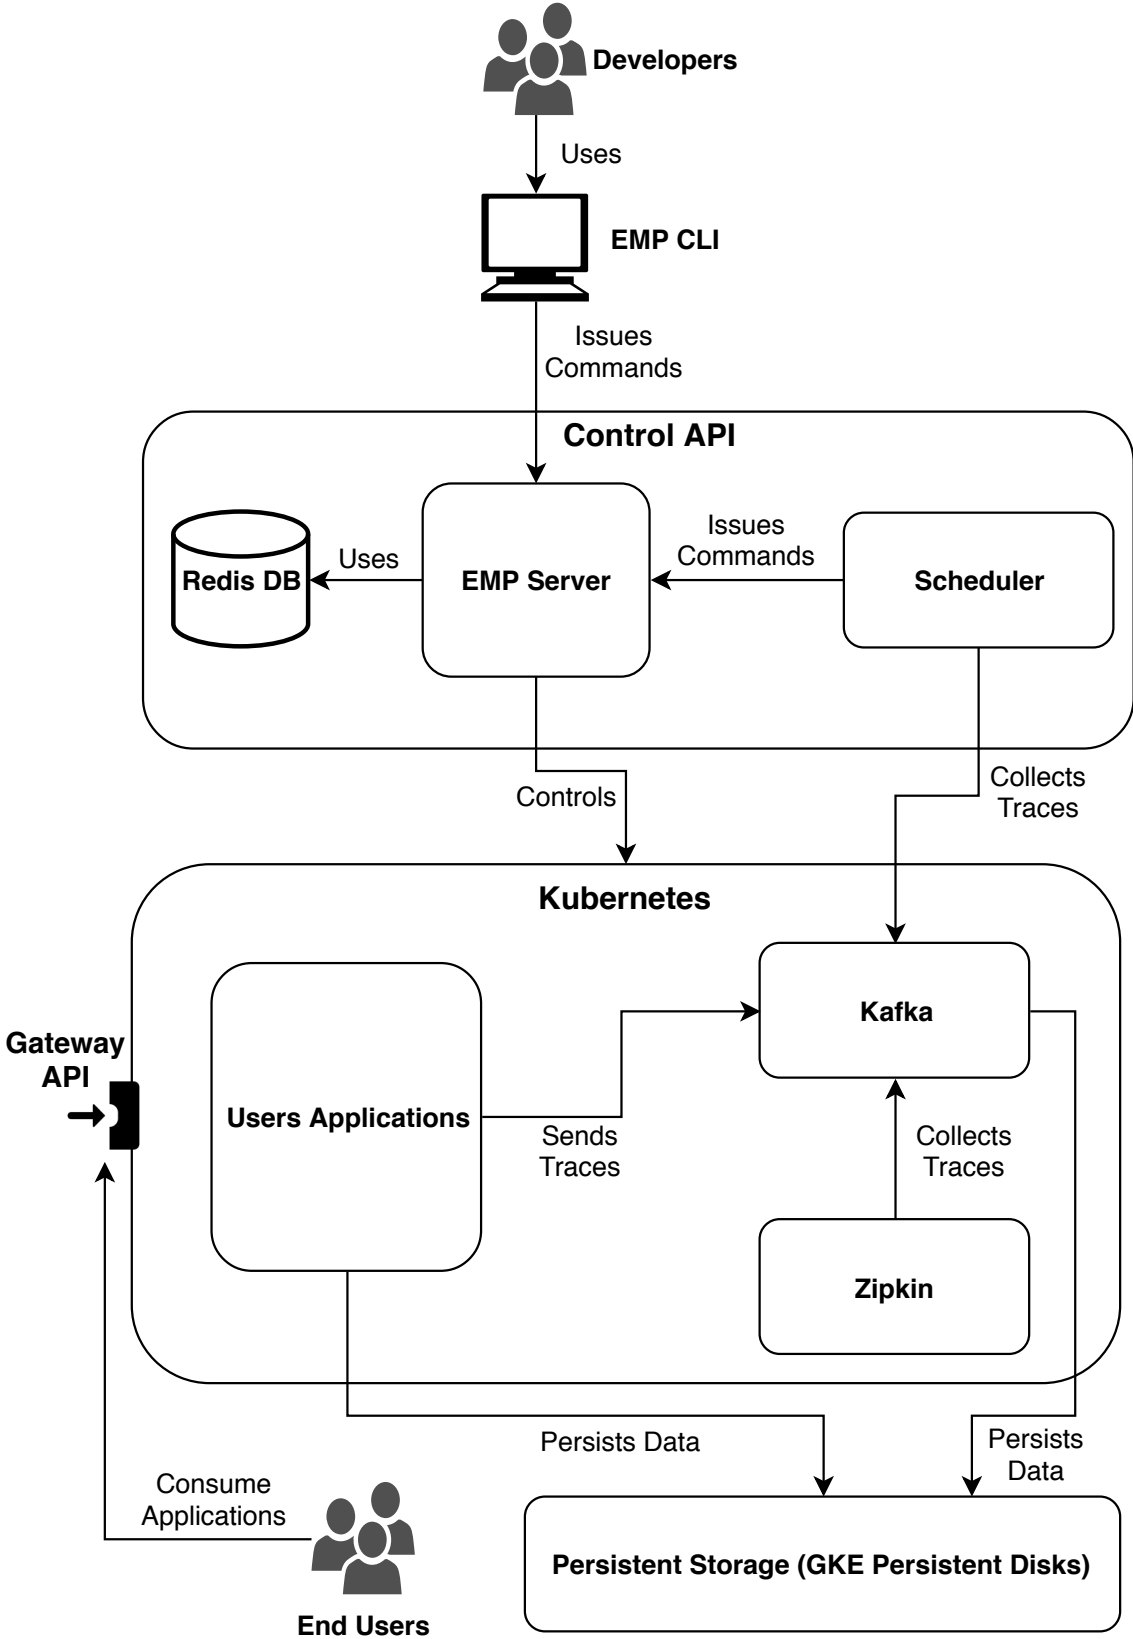 Developers
Uses
EMP CLI
Issues
Commands
Control API
Redis DB
Uses
EMP Server
Issues
Commands
Scheduler
Controls
Collects
Traces
Kubernetes
Gateway
API
Users Applications
Sends
Traces
Kafka
Collects
Traces
Zipkin
Persists Data
Persists
Data
Consume
Applications
End Users
Persistent Storage (GKE Persistent Disks)